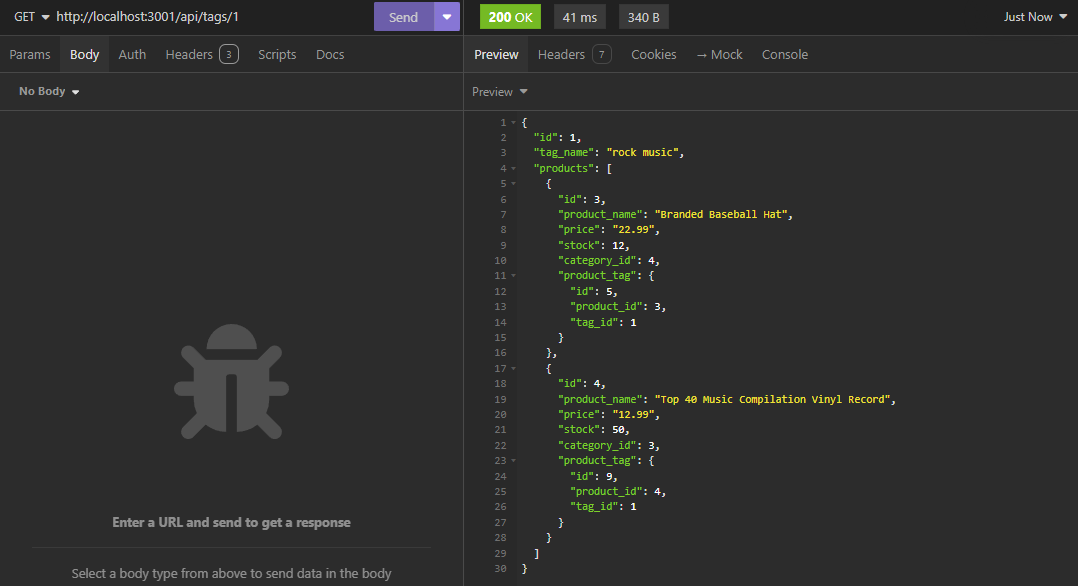 GET http://localhost:3001/api/tags/1 Send 200 OK 41 ms 340 B Just Now
Params Body Auth Headers 3 Scripts Docs Preview Headers 7 Cookies → Mock Console
No Body Preview
1 {
2 "id": 1,
3 "tag_name": "rock music",
4 "products": [
5 {
6 "id": 3,
7 "product_name": "Branded Baseball Hat",
8 "price": "22.99",
9 "stock": 12,
10 "category_id": 4,
11 "product_tag": {
12 "id": 5,
13 "product_id": 3,
14 "tag_id": 1
15 }
16 },
17 {
18 "id": 4,
19 "product_name": "Top 40 Music Compilation Vinyl Record",
20 "price": "12.99",
21 "stock": 50,
22 "category_id": 3,
23 "product_tag": {
24 "id": 9,
25 "product_id": 4,
26 "tag_id": 1
27 }
28 }
29 ]
30 }
Enter a URL and send to get a response
Select a body type from above to send data in the body